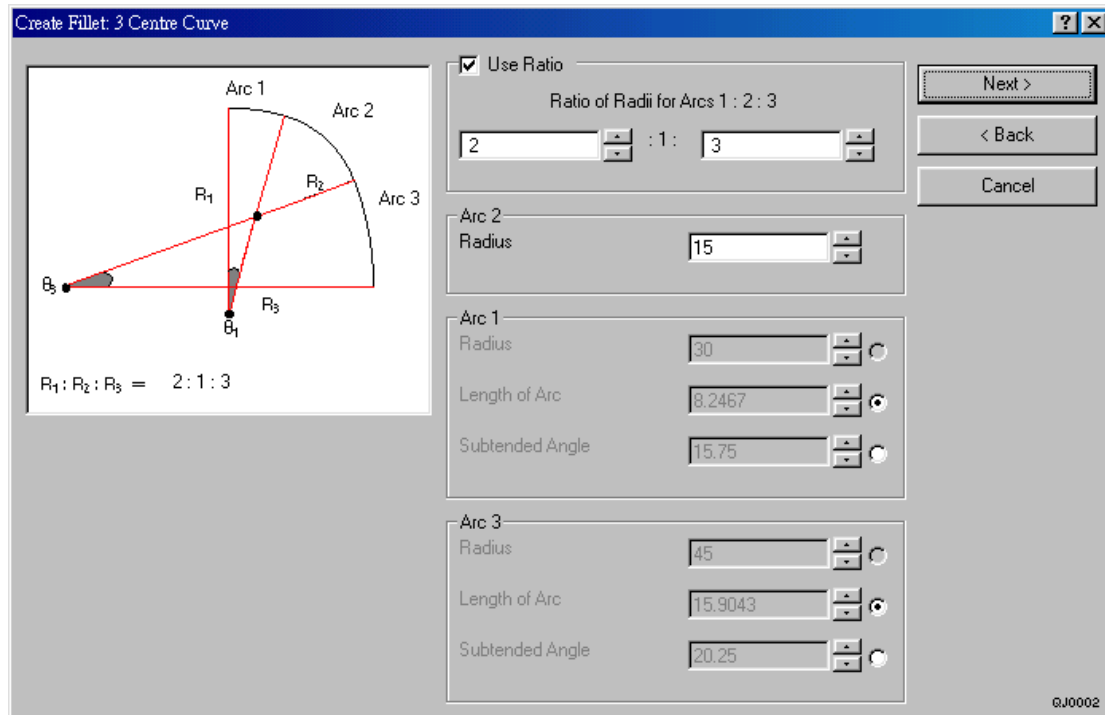 Create Fillet: 3 Centre Curve
Arc 1
Arc 2
Arc 3
R₁
R₂
R₃
θ₃
θ₁
R₁ : R₂ : R₃ = 2 : 1 : 3
Use Ratio
Ratio of Radii for Arcs 1 : 2 : 3
2 : 1 : 3
Arc 2
Radius 15
Arc 1
Radius 30
Length of Arc 8.2467
Subtended Angle 15.75
Arc 3
Radius 45
Length of Arc 15.9043
Subtended Angle 20.25
Next >
< Back
Cancel
QJ0002